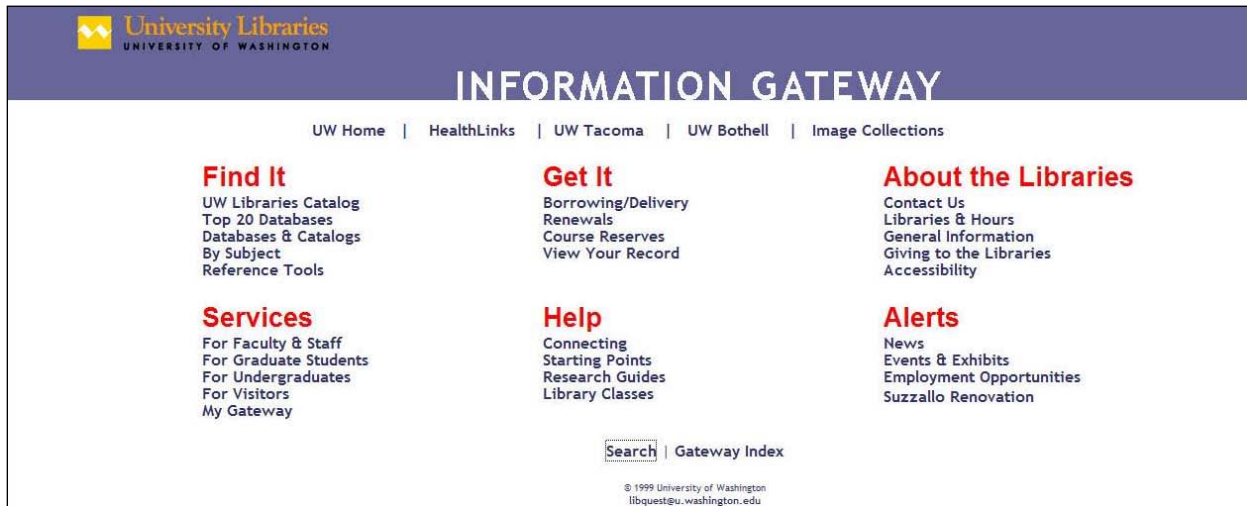 University Libraries
UNIVERSITY OF WASHINGTON
INFORMATION GATEWAY
UW Home | HealthLinks | UW Tacoma | UW Bothell | Image Collections
Find It
UW Libraries Catalog
Top 20 Databases
Databases & Catalogs
By Subject
Reference Tools
Get It
Borrowing/Delivery
Renewals
Course Reserves
View Your Record
About the Libraries
Contact Us
Libraries & Hours
General Information
Giving to the Libraries
Accessibility
Services
For Faculty & Staff
For Graduate Students
For Undergraduates
For Visitors
My Gateway
Help
Connecting
Starting Points
Research Guides
Library Classes
Alerts
News
Events & Exhibits
Employment Opportunities
Suzzallo Renovation
Search | Gateway Index
© 1999 University of Washington
libquest@u.washington.edu